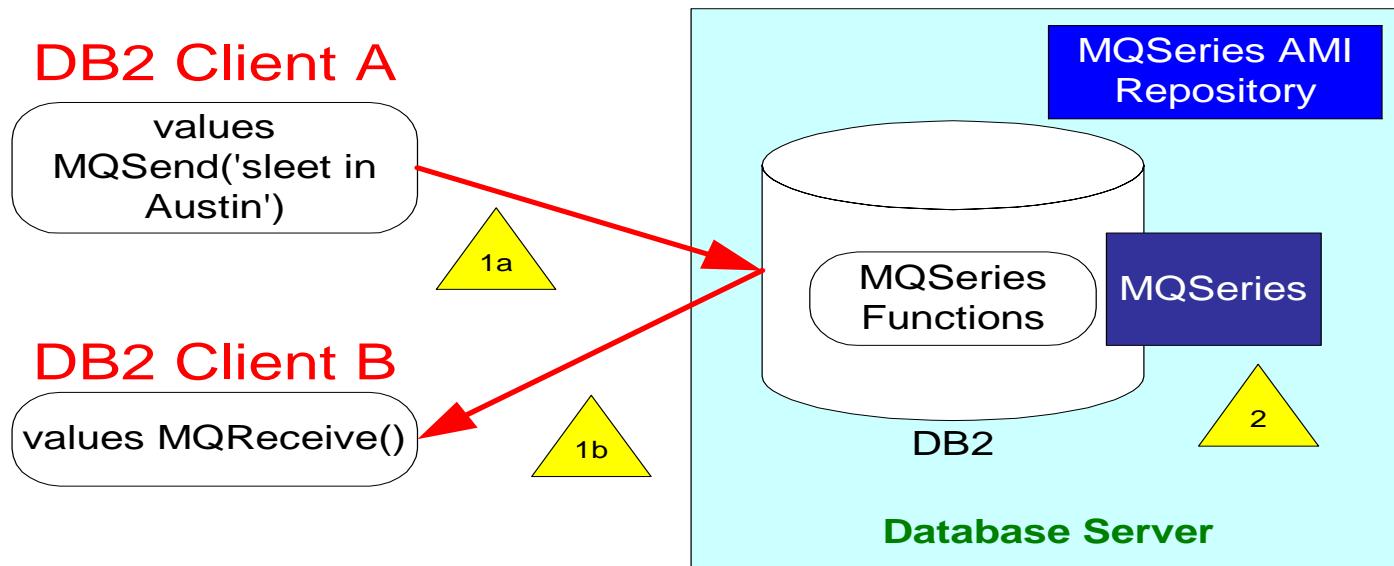 DB2 Client A
values
MQSend('sleet in
Austin')
1a
DB2 Client B
values MQReceive()
1b
MQSeries AMI
Repository
MQSeries
Functions
MQSeries
2
DB2
Database Server